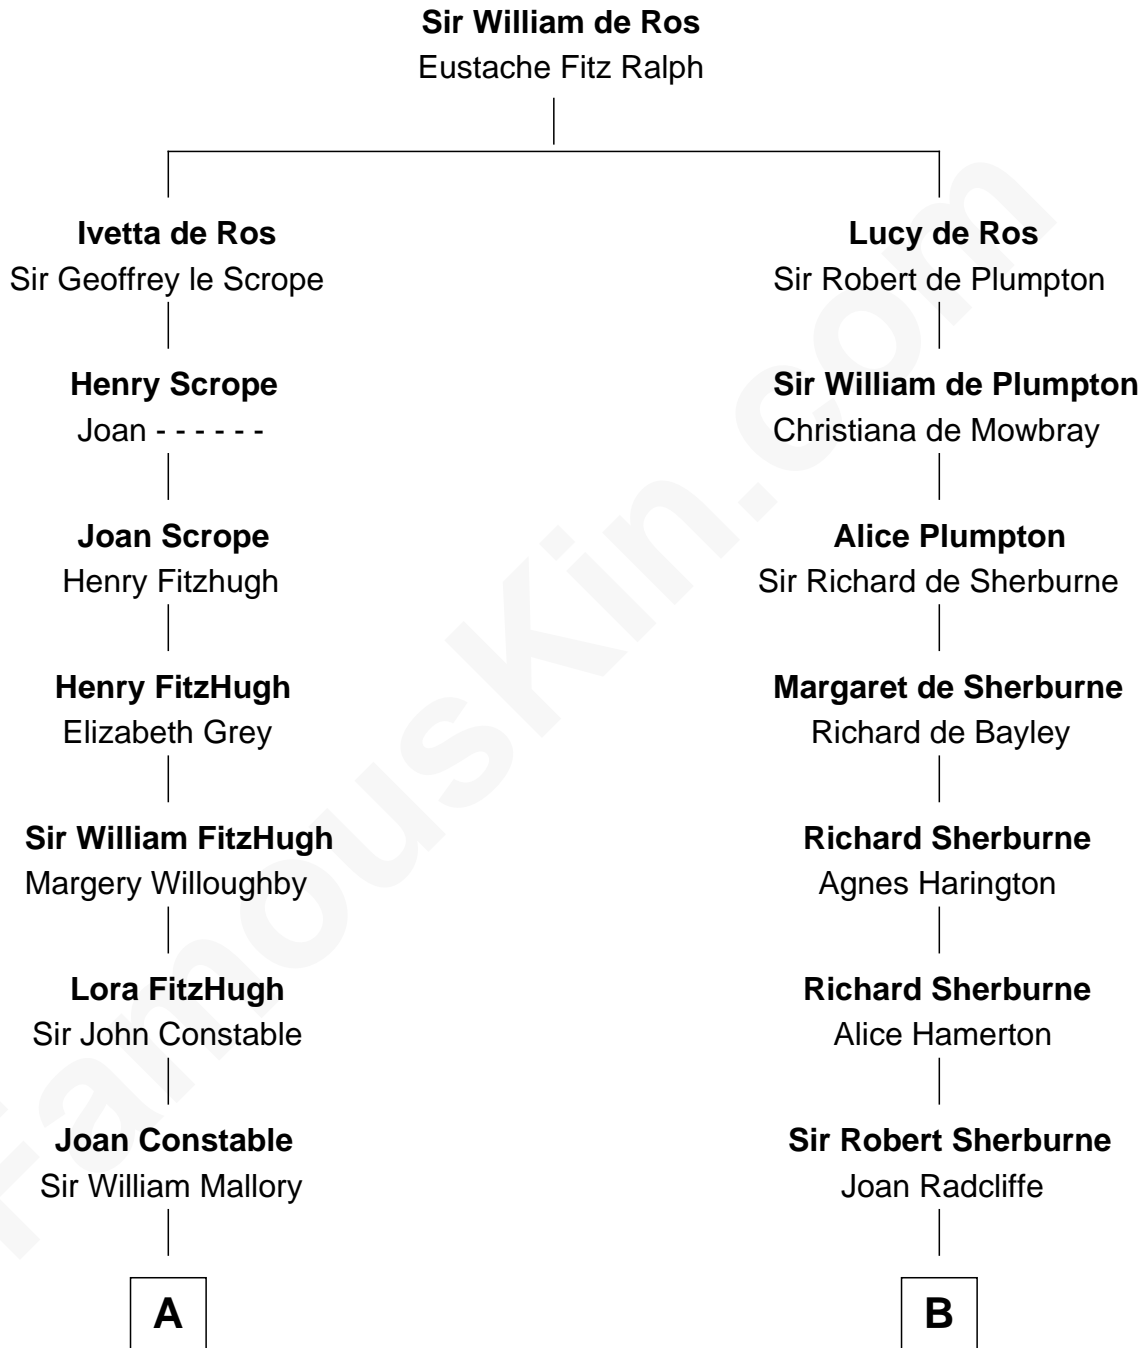 Sir William de Ros
Eustache Fitz Ralph
Ivetta de Ros
Sir Geoffrey le Scrope
Lucy de Ros
Sir Robert de Plumpton
Henry Scrope
Joan - - - - - -
Sir William de Plumpton
Christiana de Mowbray
Joan Scrope
Henry Fitzhugh
Alice Plumpton
Sir Richard de Sherburne
Henry FitzHugh
Elizabeth Grey
Margaret de Sherburne
Richard de Bayley
Sir William FitzHugh
Margery Willoughby
Richard Sherburne
Agnes Harington
Lora FitzHugh
Sir John Constable
Richard Sherburne
Alice Hamerton
Joan Constable
Sir William Mallory
Sir Robert Sherburne
Joan Radcliffe
A
B
FamousKin.com